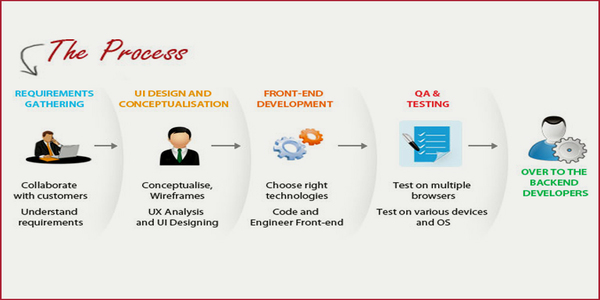 The Process
REQUIREMENTS
GATHERING
Collaborate
with customers
Understand
requirements
UI DESIGN AND
CONCEPTUALISATION
Conceptualise,
Wireframes
UX Analysis
and UI Designing
FRONT-END
DEVELOPMENT
Choose right
technologies
Code and
Engineer Front-end
QA &
TESTING
Test on multiple
browsers
Test on various devices
and OS
OVER TO THE
BACKEND
DEVELOPERS